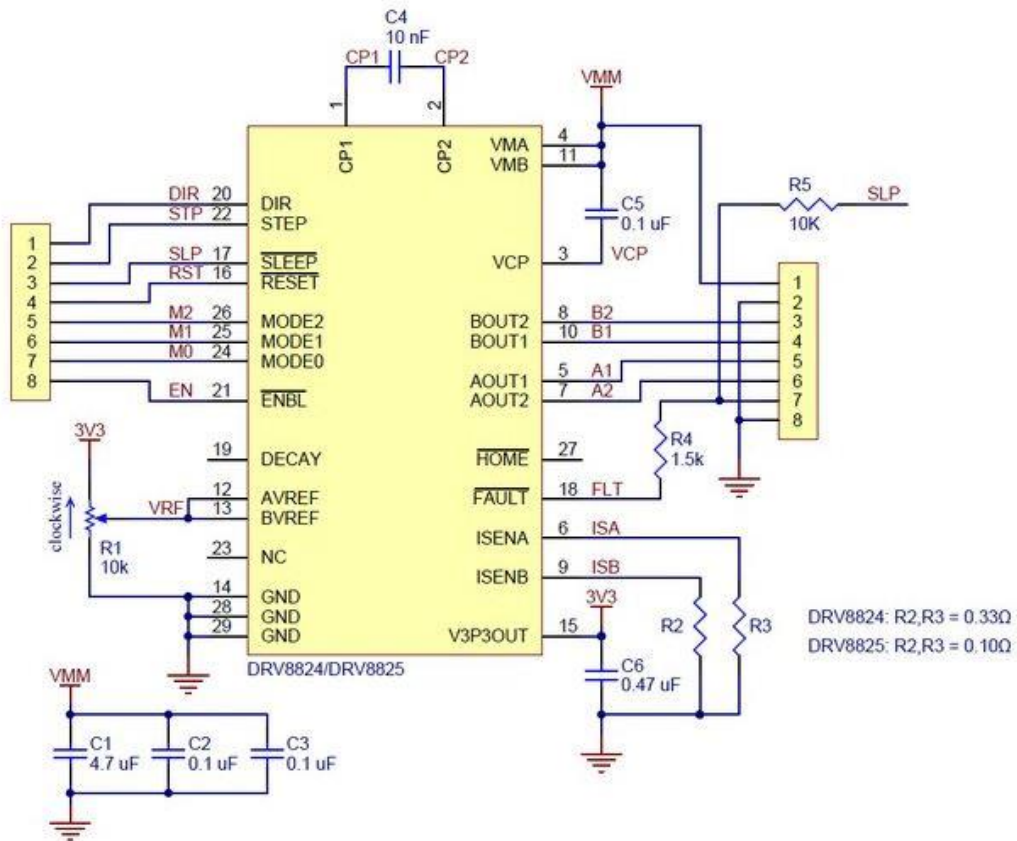 C4
10 nF
CP1
CP2
1
2
CP1
CP2
VMM
VMA 4
VMB 11
C5
0.1 uF
VCP 3
VCP
R5
10K
SLP
DIR 20 DIR
STP 22 STEP
SLP 17 SLEEP
RST 16 RESET
M2 26 MODE2
M1 25 MODE1
M0 24 MODE0
EN 21 ENBL
1
2
3
4
5
6
7
8
BOUT2 8 B2
BOUT1 10 B1
AOUT1 5 A1
AOUT2 7 A2
1
2
3
4
5
6
7
8
3V3
clockwise
R1
10k
VRF
19 DECAY
12 AVREF
13 BVREF
23 NC
14 GND
28 GND
29 GND
HOME 27
FAULT 18 FLT
R4
1.5k
ISENA 6 ISA
ISENB 9 ISB
3V3
V3P3OUT 15
C6
0.47 uF
R2
R3
DRV8824: R2,R3 = 0.33Ω
DRV8825: R2,R3 = 0.10Ω
DRV8824/DRV8825
VMM
C1
4.7 uF
C2
0.1 uF
C3
0.1 uF